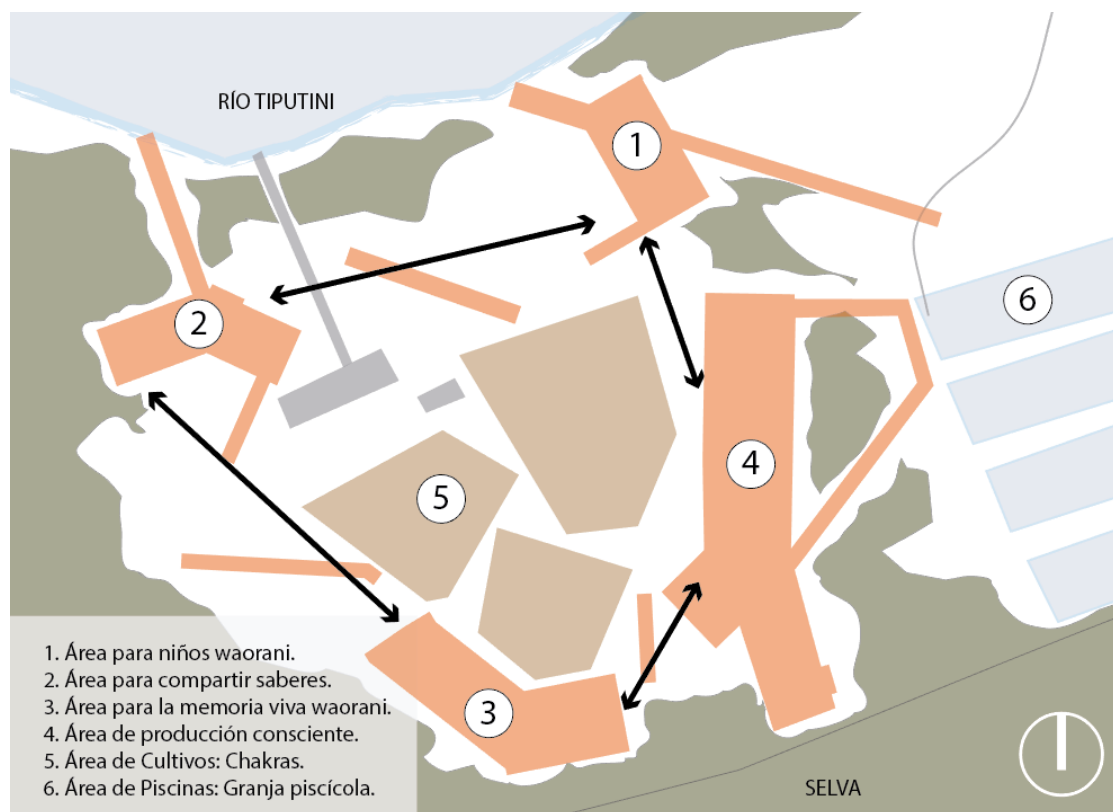 RÍO TIPUTINI
1
2
6
4
5
3
1. Área para niños waorani.
2. Área para compartir saberes.
3. Área para la memoria viva waorani.
4. Área de producción consciente.
5. Área de Cultivos: Chakras.
6. Área de Piscinas: Granja piscícola.
SELVA